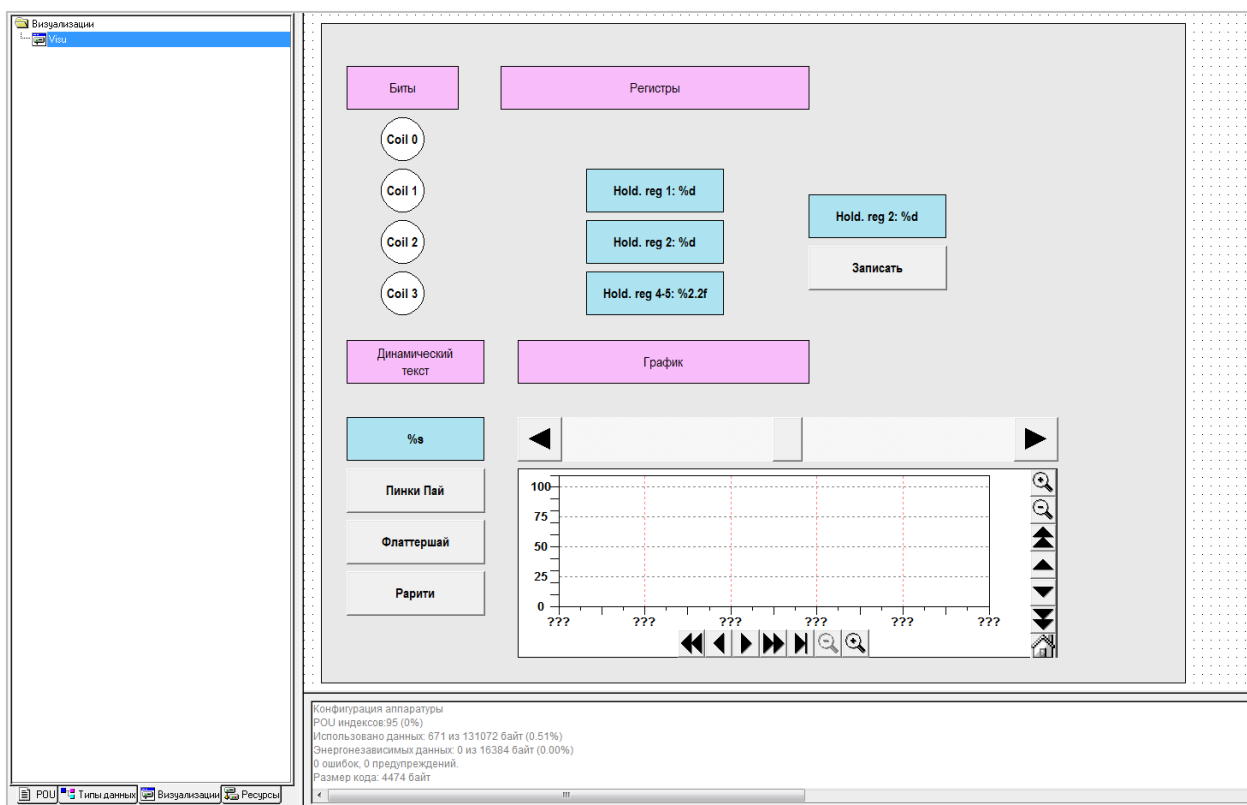 Визуализации
Visu
Биты
Регистры
Coil 0
Coil 1
Hold. reg 1: %d
Hold. reg 2: %d
Coil 2
Hold. reg 2: %d
Записать
Coil 3
Hold. reg 4-5: %2.2f
Динамический
текст
График
%s
Пинки Пай
Флаттершай
Рарити
100
75
50
25
0
??? ??? ??? ??? ??? ???
Конфигурация аппаратуры
POU индексов:95 (0%)
Использовано данных: 671 из 131072 байт (0.51%)
Энергонезависимых данных: 0 из 16384 байт (0.00%)
0 ошибок, 0 предупреждений.
Размер кода: 4474 байт
POU Типы данных Визуализации Ресурсы